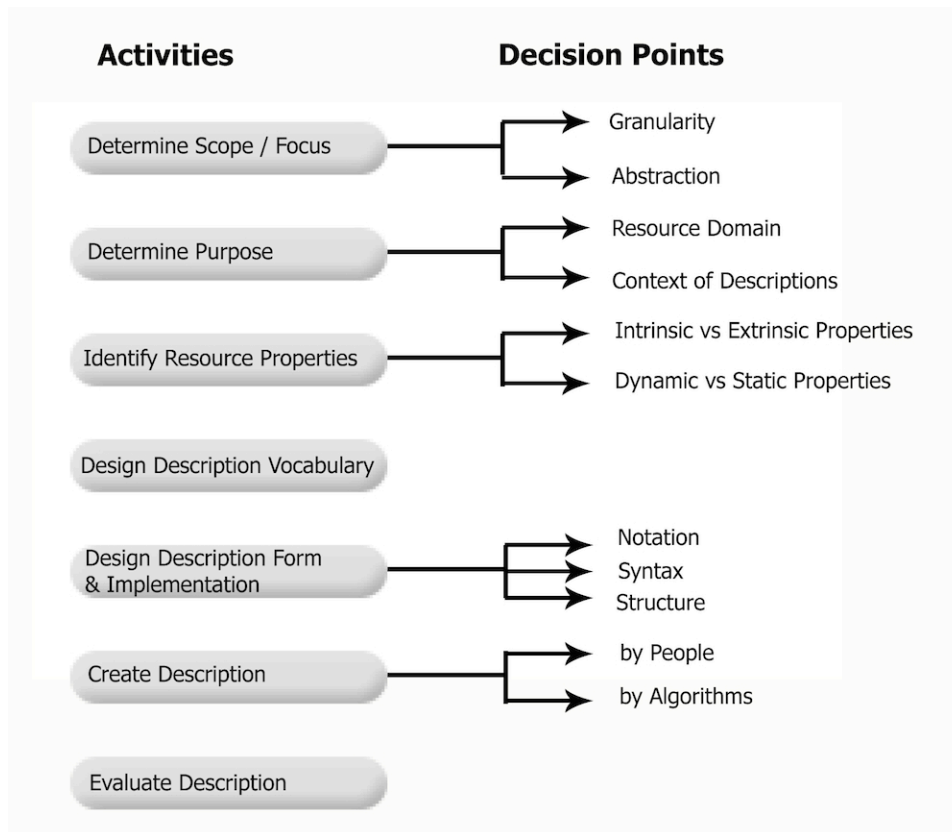 Activities
Decision Points
Determine Scope / Focus
Granularity
Abstraction
Determine Purpose
Resource Domain
Context of Descriptions
Identify Resource Properties
Intrinsic vs Extrinsic Properties
Dynamic vs Static Properties
Design Description Vocabulary
Design Description Form
& Implementation
Notation
Syntax
Structure
Create Description
by People
by Algorithms
Evaluate Description